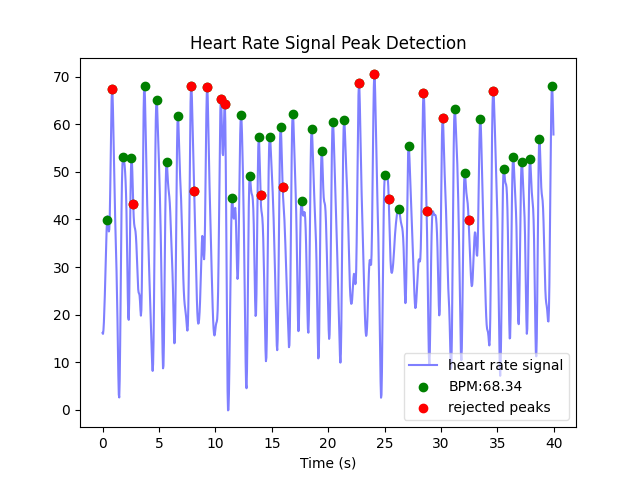 Heart Rate Signal Peak Detection
70
60
50
40
30
20
10
0
heart rate signal
BPM:68.34
rejected peaks
0 5 10 15 20 25 30 35 40
Time (s)